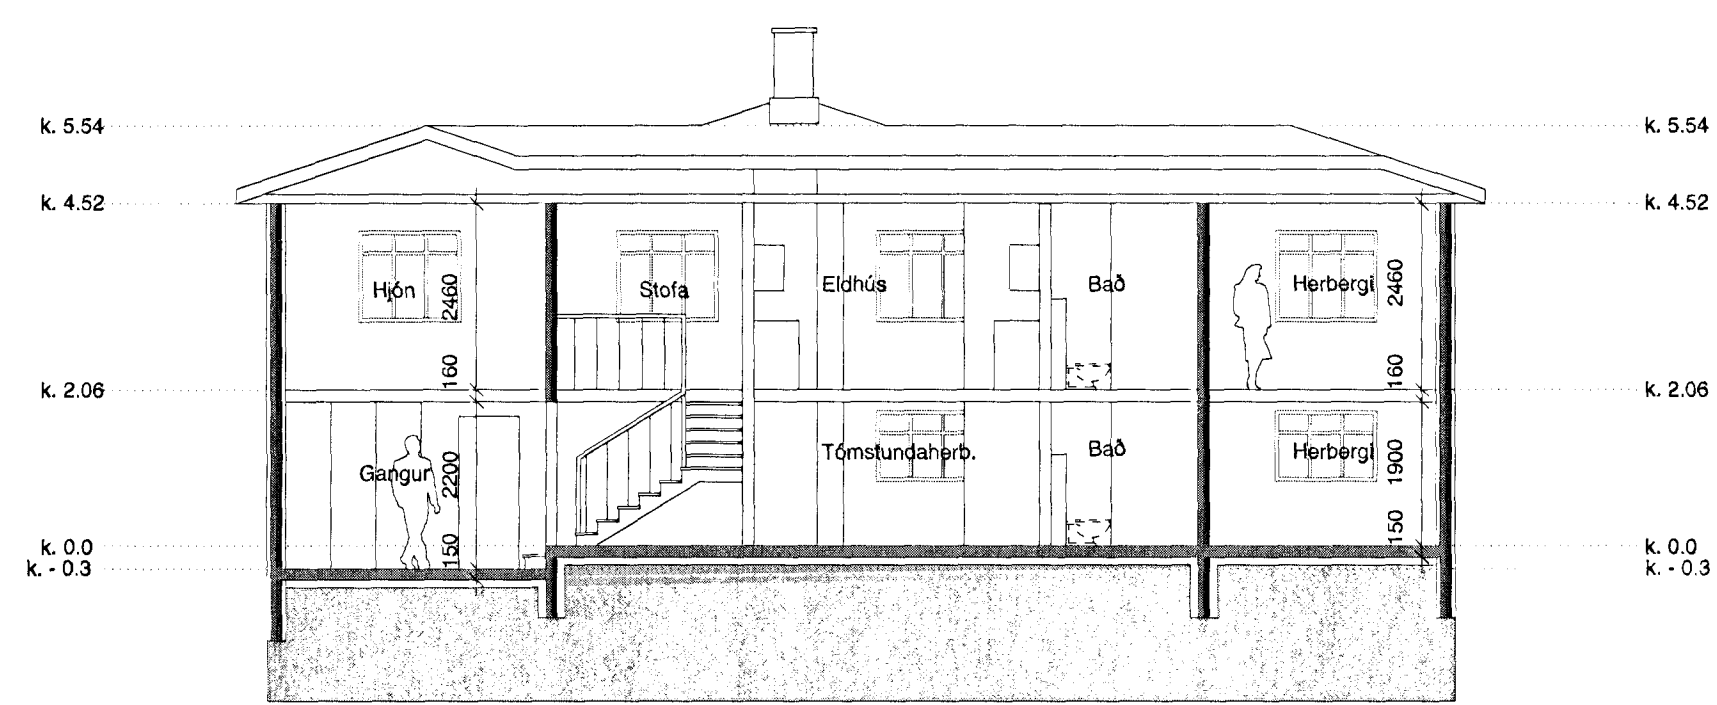 k. 5.54
k. 5.54
k. 4.52
k. 4.52
Hjón
2460
Stofa
Eldhús
Bað
Herbergi
2460
160
160
k. 2.06
k. 2.06
Gangur
2200
Tómstundaherb.
Bað
Herbergi
1900
150
150
k. 0.0
k. 0.0
k. - 0.3
k. - 0.3